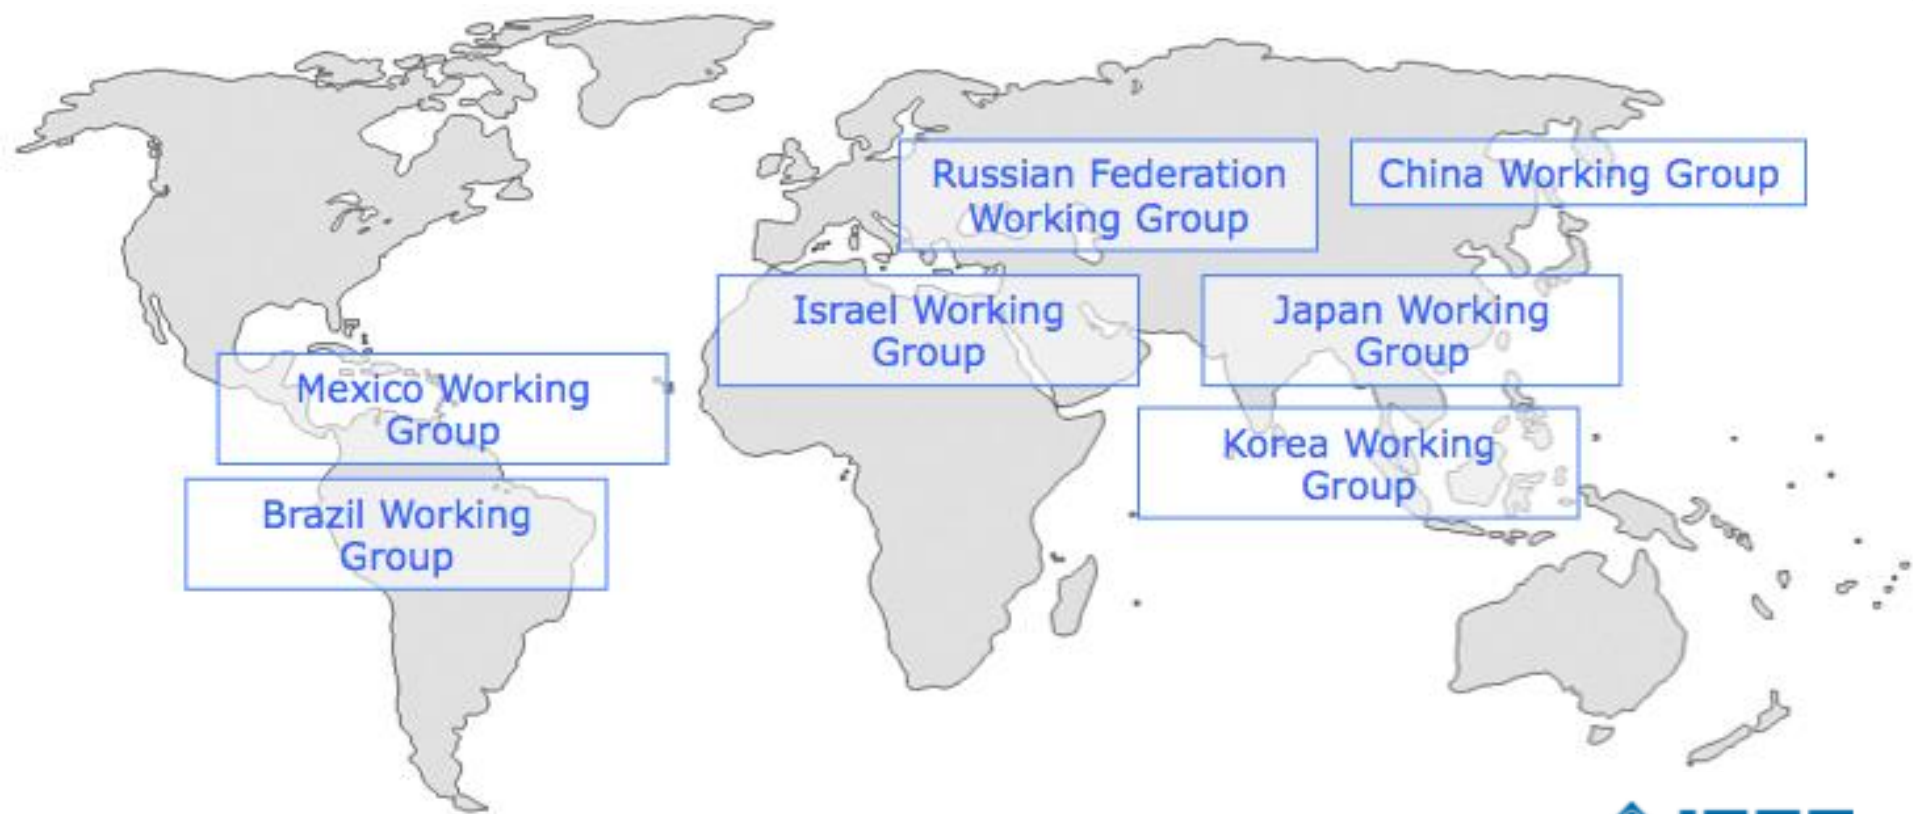 Russian Federation
Working Group
China Working Group
Israel Working
Group
Japan Working
Group
Mexico Working
Group
Korea Working
Group
Brazil Working
Group